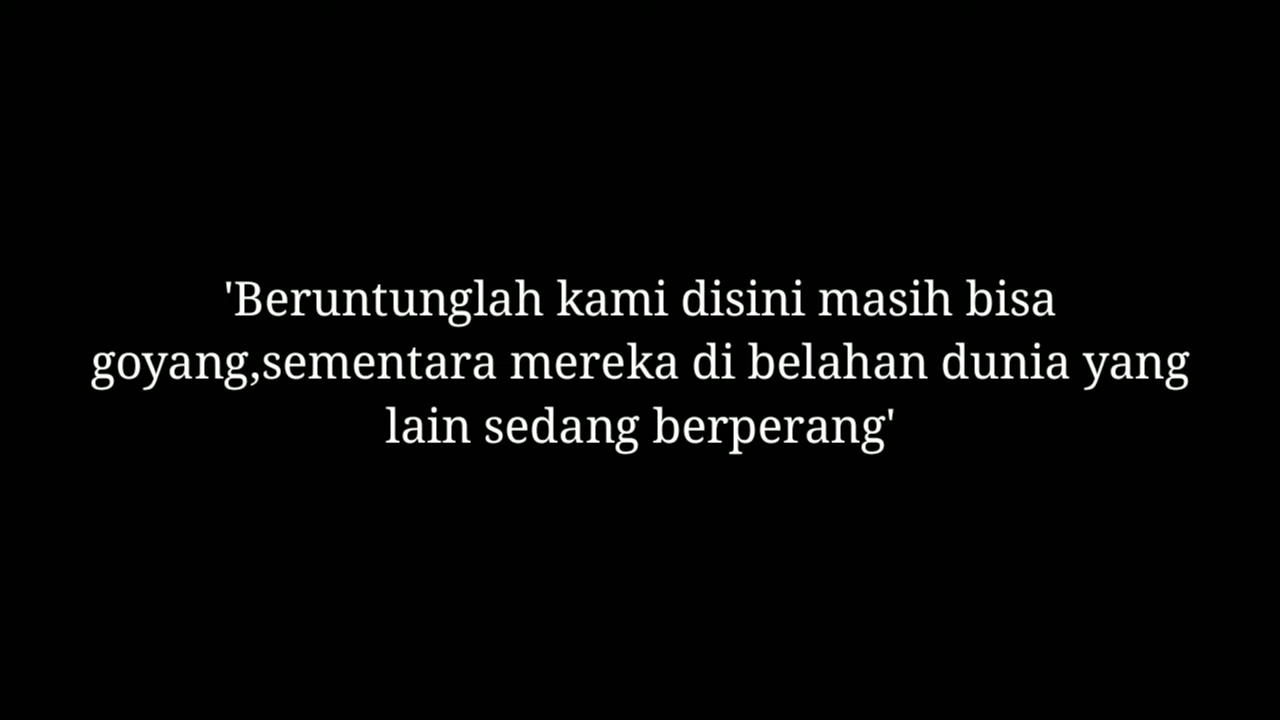 'Beruntunglah kami disini masih bisa
goyang,sementara mereka di belahan dunia yang
lain sedang berperang'